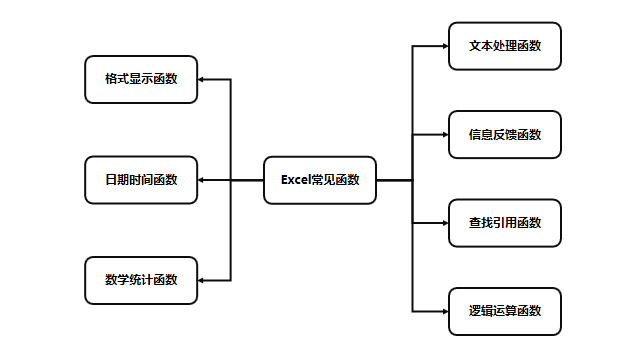 文本处理函数
格式显示函数
信息反馈函数
日期时间函数
Excel常见函数
查找引用函数
数学统计函数
逻辑运算函数